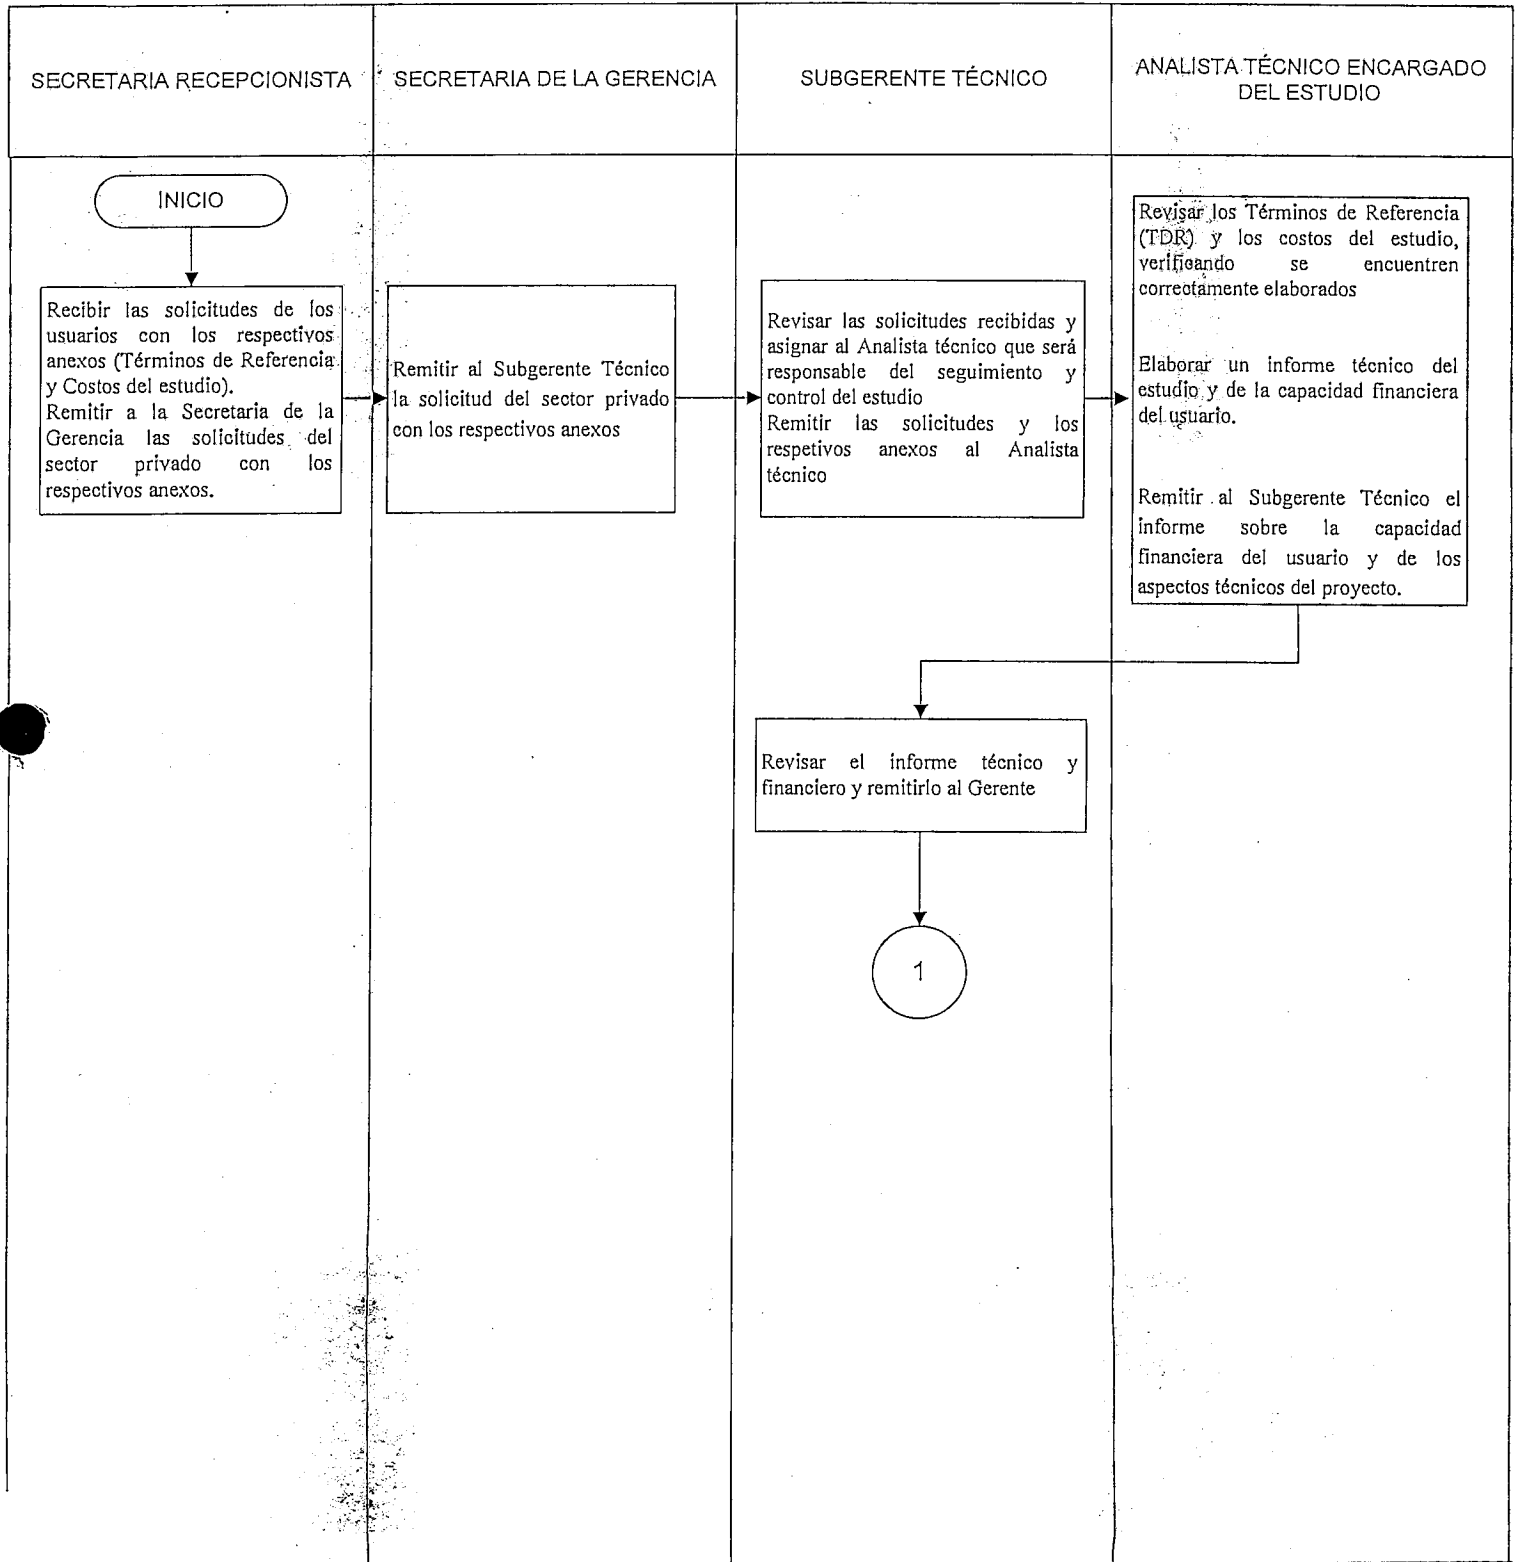 SECRETARIA RECEPCIONISTA
SECRETARIA DE LA GERENCIA
SUBGERENTE TÉCNICO
ANALISTA TÉCNICO ENCARGADO
DEL ESTUDIO
INICIO
Recibir las solicitudes de los
usuarios con los respectivos
anexos (Términos de Referencia
y Costos del estudio).
Remitir a la Secretaria de la
Gerencia las solicitudes del
sector privado con los
respectivos anexos.
Remitir al Subgerente Técnico
la solicitud del sector privado
con los respectivos anexos
Revisar las solicitudes recibidas y
asignar al Analista técnico que será
responsable del seguimiento y
control del estudio
Remitir las solicitudes y los
respetivos anexos al Analista
técnico
Revisar los Términos de Referencia
(TDR) y los costos del estudio,
verificando se encuentren
correctamente elaborados
Elaborar un informe técnico del
estudio y de la capacidad financiera
del usuario.
Remitir al Subgerente Técnico el
informe sobre la capacidad
financiera del usuario y de los
aspectos técnicos del proyecto.
Revisar el informe técnico y
financiero y remitirlo al Gerente
1